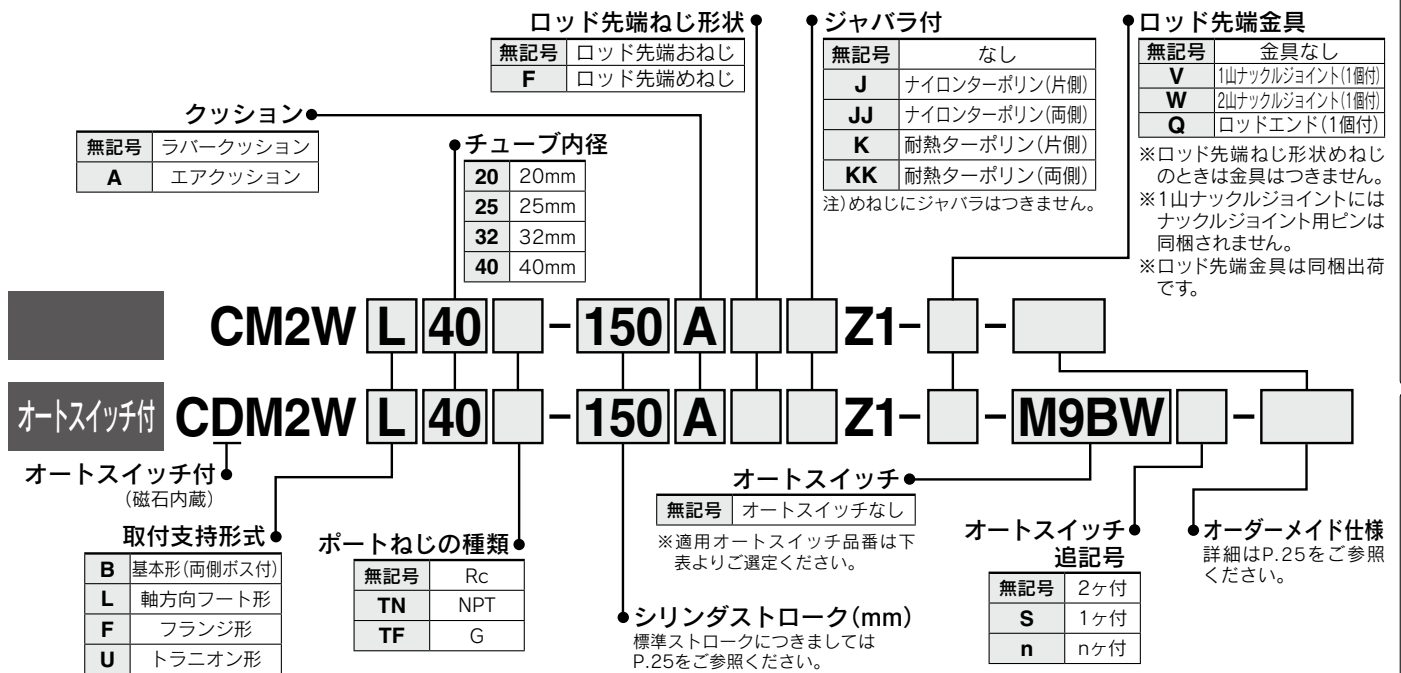 ロッド先端ねじ形状
無記号 ロッド先端おねじ
F ロッド先端めねじ
ジャバラ付
無記号 なし
J ナイロンターポリン(片側)
JJ ナイロンターポリン(両側)
K 耐熱ターポリン(片側)
KK 耐熱ターポリン(両側)
注)めねじにジャバラはつきません。
ロッド先端金具
無記号 金具なし
V 1山ナックルジョイント(1個付)
W 2山ナックルジョイント(1個付)
Q ロッドエンド(1個付)
※ロッド先端ねじ形状めねじ
のときは金具はつきません。
※1山ナックルジョイントには
ナックルジョイント用ピンは
同梱されません。
※ロッド先端金具は同梱出荷
です。
クッション
無記号 ラバークッション
A エアクッション
チューブ内径
20 20mm
25 25mm
32 32mm
40 40mm
CM2W L 40 - 150 A Z1- -
オートスイッチ付 CDM2W L 40 - 150 A Z1- - M9BW -
オートスイッチ付
(磁石内蔵)
取付支持形式
B 基本形(両側ボス付)
L 軸方向フート形
F フランジ形
U トラニオン形
ポートねじの種類
無記号 Rc
TN NPT
TF G
シリンダストローク(mm)
標準ストロークにつきましては
P.25をご参照ください。
オートスイッチ
無記号 オートスイッチなし
※適用オートスイッチ品番は下
表よりご選定ください。
オートスイッチ
追記号
無記号 2ヶ付
S 1ヶ付
n nヶ付
オーダーメイド仕様
詳細はP.25をご参照
ください。